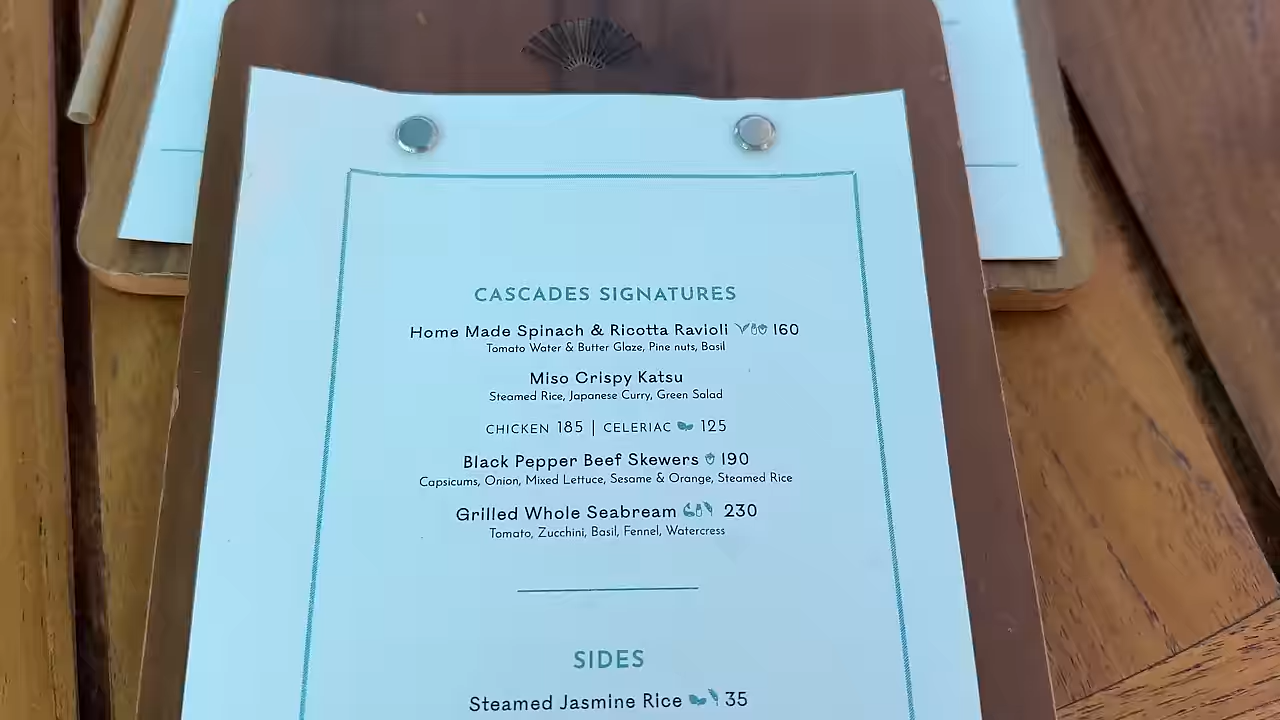 CASCADES SIGNATURES
Home Made Spinach & Ricotta Ravioli 160
Tomato Water & Butter Glaze, Pine nuts, Basil
Miso Crispy Katsu
Steamed Rice, Japanese Curry, Green Salad
CHICKEN 185 | CELERIAC 125
Black Pepper Beef Skewers 190
Capsicums, Onion, Mixed Lettuce, Sesame & Orange, Steamed Rice
Grilled Whole Seabream 230
Tomato, Zucchini, Basil, Fennel, Watercress
SIDES
Steamed Jasmine Rice 35